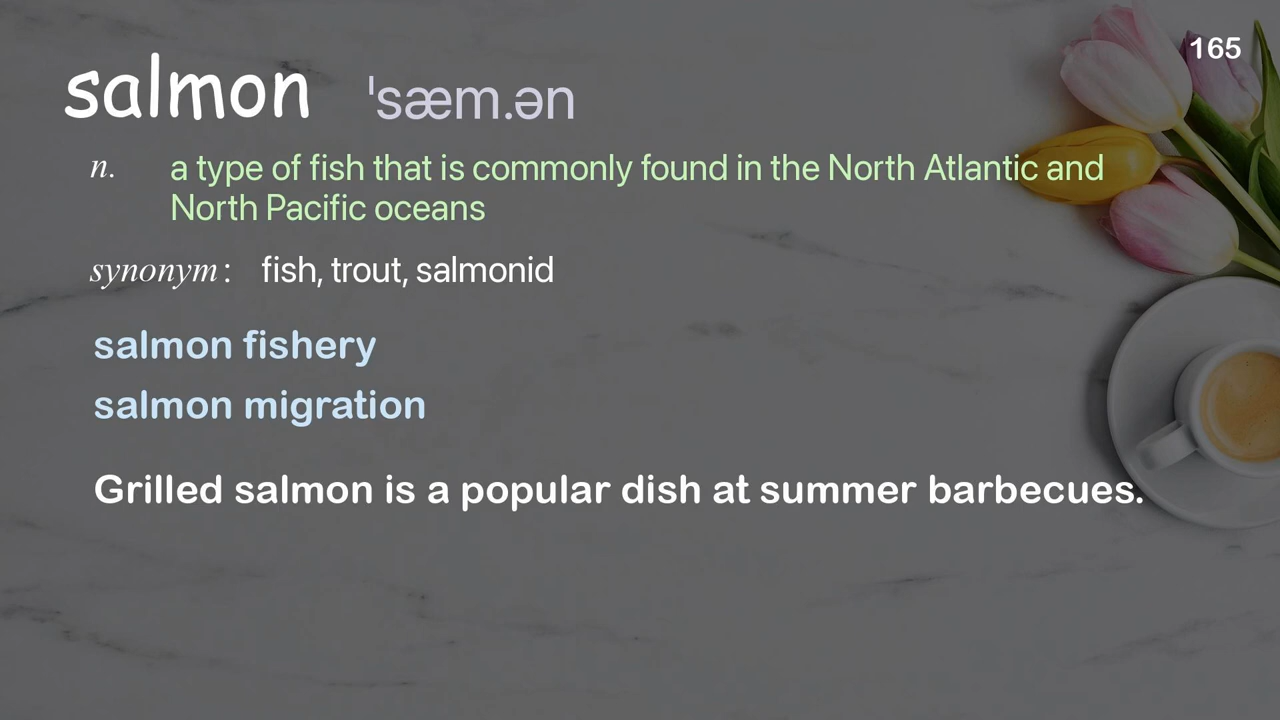 165
salmon ˈsæm.ən
n. a type of fish that is commonly found in the North Atlantic and
North Pacific oceans
synonym: fish, trout, salmonid
salmon fishery
salmon migration
Grilled salmon is a popular dish at summer barbecues.